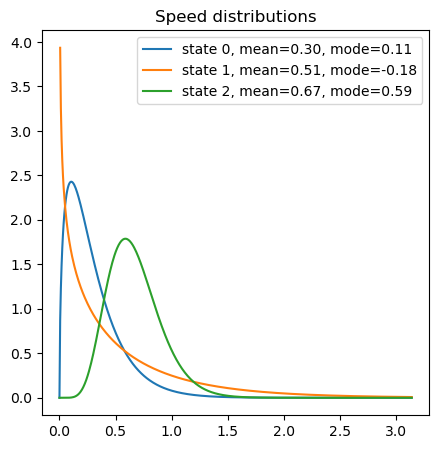 Speed distributions
state 0, mean=0.30, mode=0.11
state 1, mean=0.51, mode=-0.18
state 2, mean=0.67, mode=0.59
4.0
3.5
3.0
2.5
2.0
1.5
1.0
0.5
0.0
0.0 0.5 1.0 1.5 2.0 2.5 3.0